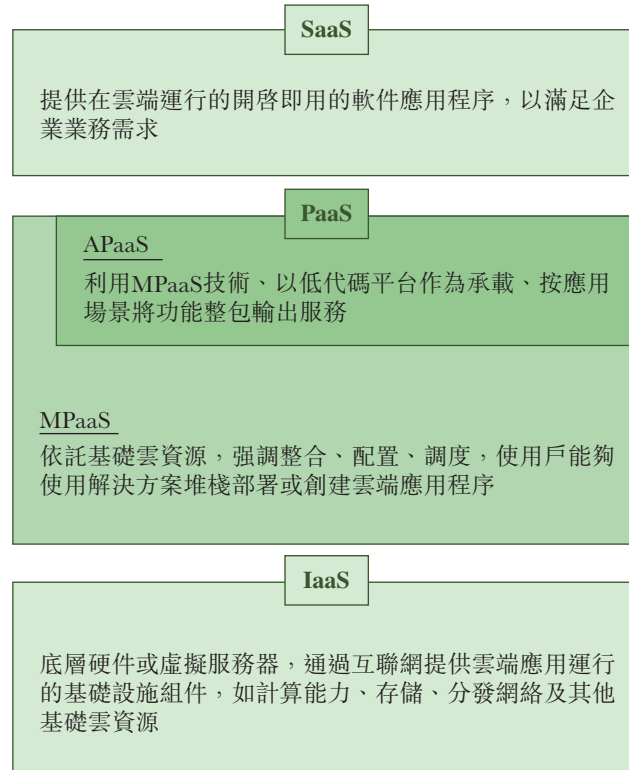 SaaS
提供在雲端運行的開啓即用的軟件應用程序，以滿足企
業業務需求
PaaS
APaaS
利用MPaaS技術、以低代碼平台作為承載、按應用
場景將功能整包輸出服務
MPaaS
依託基礎雲資源，强調整合、配置、調度，使用戶能夠
使用解決方案堆棧部署或創建雲端應用程序
IaaS
底層硬件或虛擬服務器，通過互聯網提供雲端應用運行
的基礎設施組件，如計算能力、存儲、分發網絡及其他
基礎雲資源